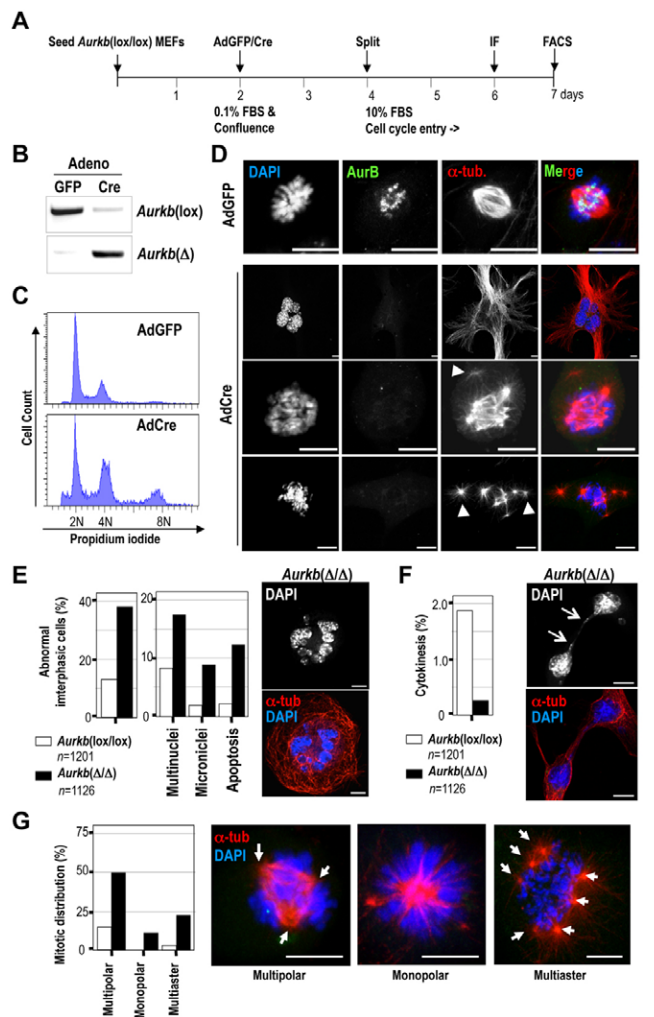 A
Seed Aurkb(lox/lox) MEFs
AdGFP/Cre
Split
IF
FACS
1
2
3
4
5
6
7 days
0.1% FBS &
Confluence
10% FBS
Cell cycle entry ->
B
Adeno
GFP
Cre
Aurkb(lox)
Aurkb(Δ)
C
Cell Count
AdGFP
AdCre
2N
4N
8N
Propidium iodide
D
DAPI
AurB
α-tub.
Merge
AdGFP
AdCre
E
Abnormal
imterphasic cells (%)
40
20
0
20
10
0
Multinuclei
Microniclei
Apoptosis
Aurkb(lox/lox)
n=1201
Aurkb(Δ/Δ)
n=1126
Aurkb(Δ/Δ)
DAPI
α-tub
DAPI
F
Cytokinesis (%)
2.0
1.0
0
Aurkb(lox/lox)
n=1201
Aurkb(Δ/Δ)
n=1126
Aurkb(Δ/Δ)
DAPI
α-tub
DAPI
G
Mitotic distribution (%)
75
50
25
0
Multipolar
Monopolar
Multiaster
α-tub
DAPI
Multipolar
Monopolar
Multiaster